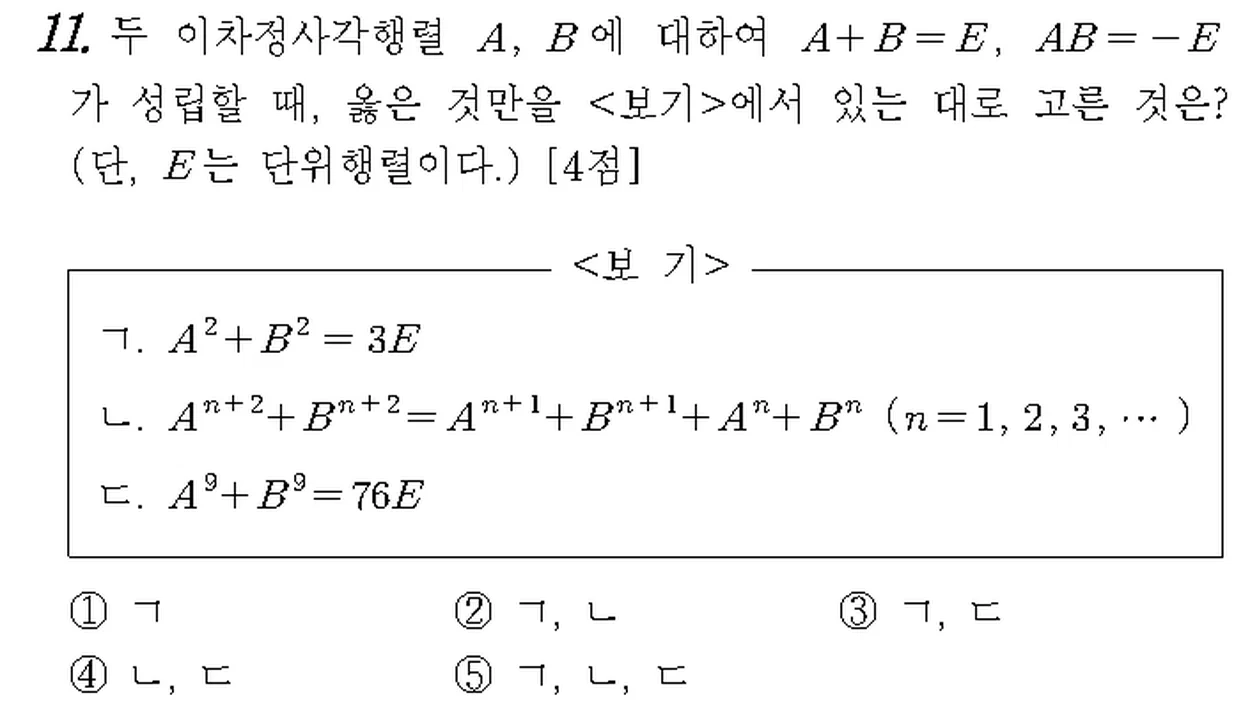 11. 두 이차정사각행렬 A, B에 대하여 A+B=E, AB=-E
가 성립할 때, 옳은 것만을 <보기>에서 있는 대로 고른 것은?
(단, E는 단위행렬이다.) [4점]
<보 기>
ㄱ. A²+B² = 3E
ㄴ. Aⁿ⁺²+Bⁿ⁺²=Aⁿ⁺¹+Bⁿ⁺¹+Aⁿ+Bⁿ (n=1, 2, 3, ⋯ )
ㄷ. A⁹+B⁹=76E
① ㄱ ② ㄱ, ㄴ ③ ㄱ, ㄷ
④ ㄴ, ㄷ ⑤ ㄱ, ㄴ, ㄷ